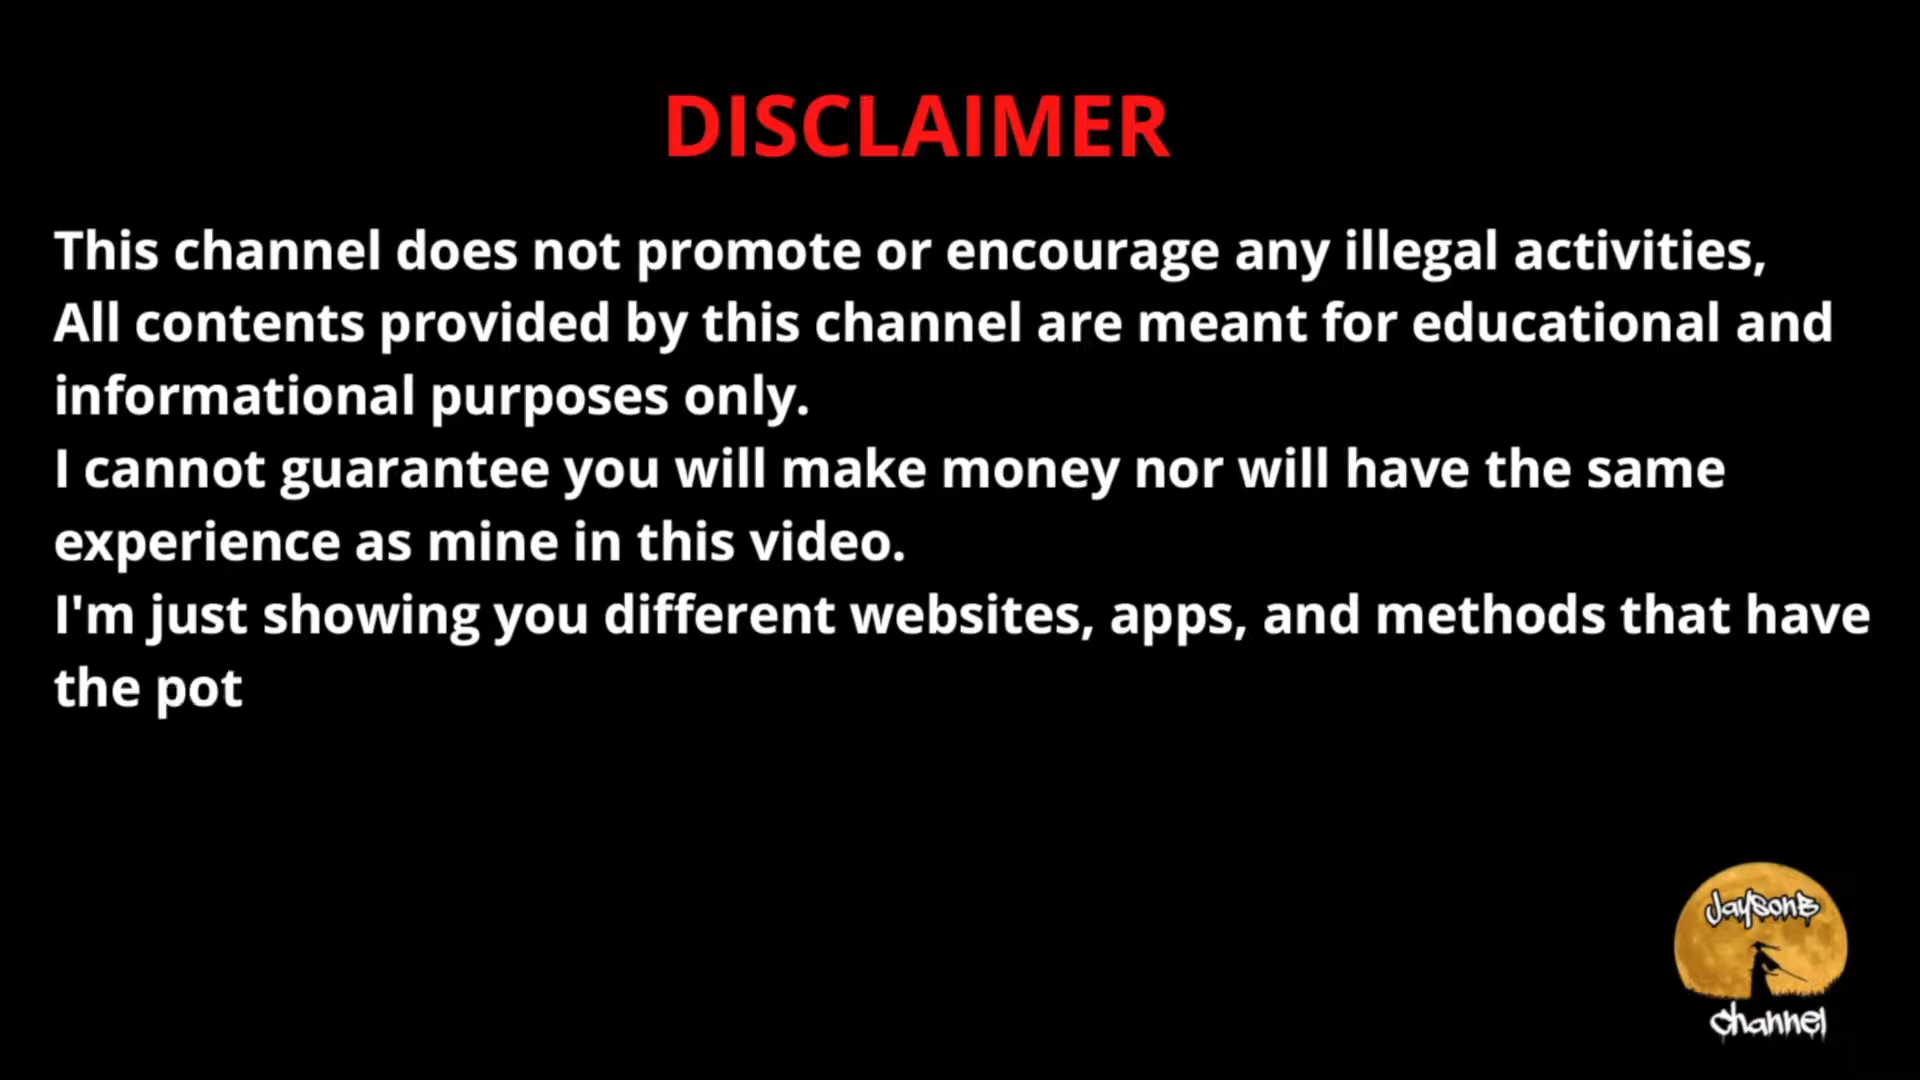 DISCLAIMER
This channel does not promote or encourage any illegal activities,
All contents provided by this channel are meant for educational and
informational purposes only.
I cannot guarantee you will make money nor will have the same
experience as mine in this video.
I'm just showing you different websites, apps, and methods that have
the pot
JaysonB
channel